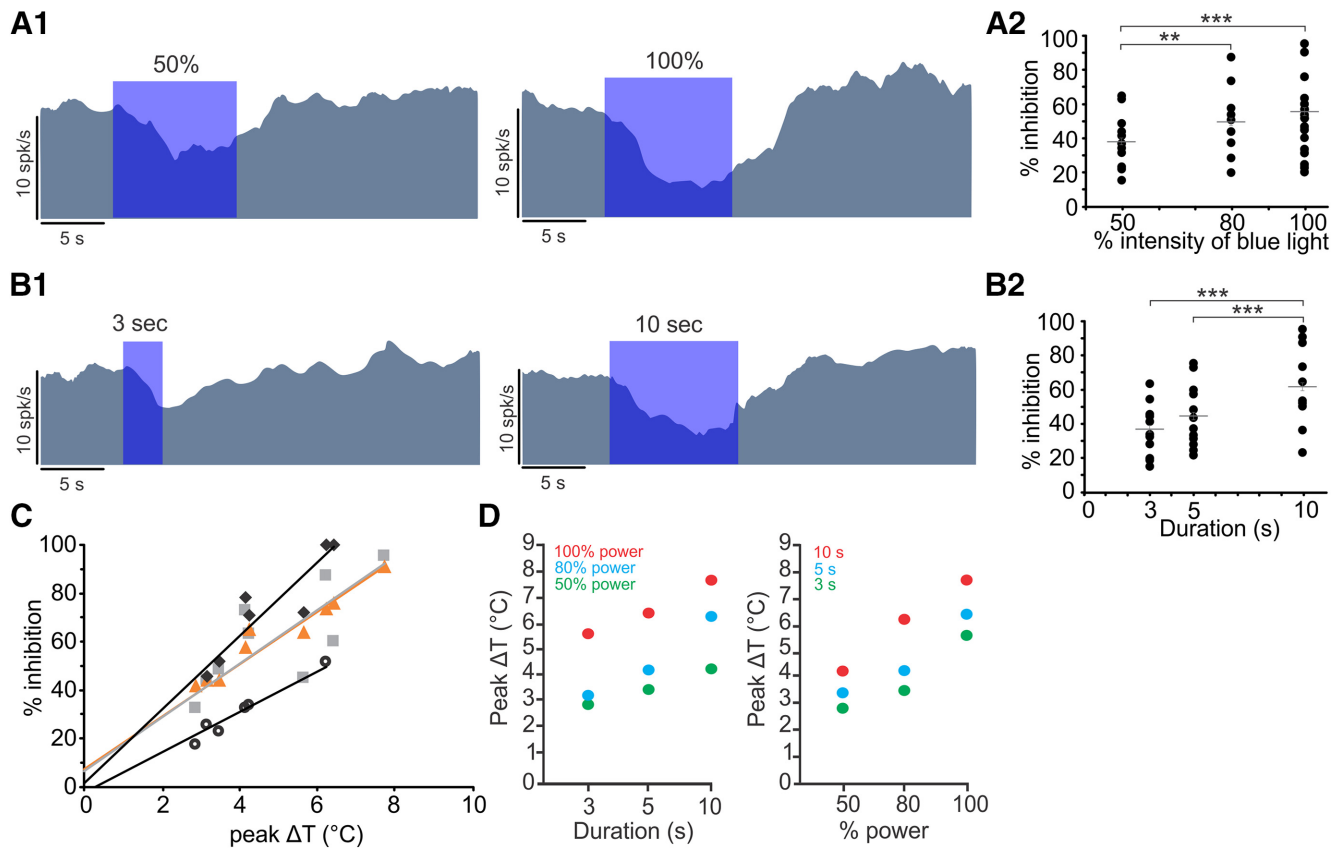 A1
50%
100%
10 spk/s
5 s
10 spk/s
5 s
A2
***
**
100
80
60
40
20
0
% inhibition
50
80
100
% intensity of blue light
B1
3 sec
10 sec
10 spk/s
5 s
10 spk/s
5 s
B2
***
***
100
80
60
40
20
0
% inhibition
0
3
5
10
Duration (s)
C
100
80
60
40
20
0
% inhibition
0
2
4
6
8
10
peak ΔT (°C)
D
9
8
7
6
5
4
3
2
1
0
Peak ΔT (°C)
100% power
80% power
50% power
3
5
10
Duration (s)
9
8
7
6
5
4
3
2
1
0
Peak ΔT (°C)
10 s
5 s
3 s
50
80
100
% power